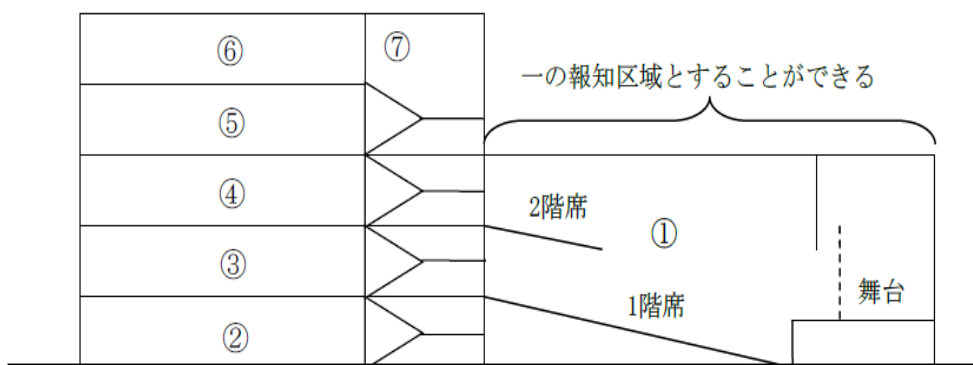 ⑥
⑦
一の報知区域とすることができる
⑤
④
2階席
①
③
舞台
1階席
②